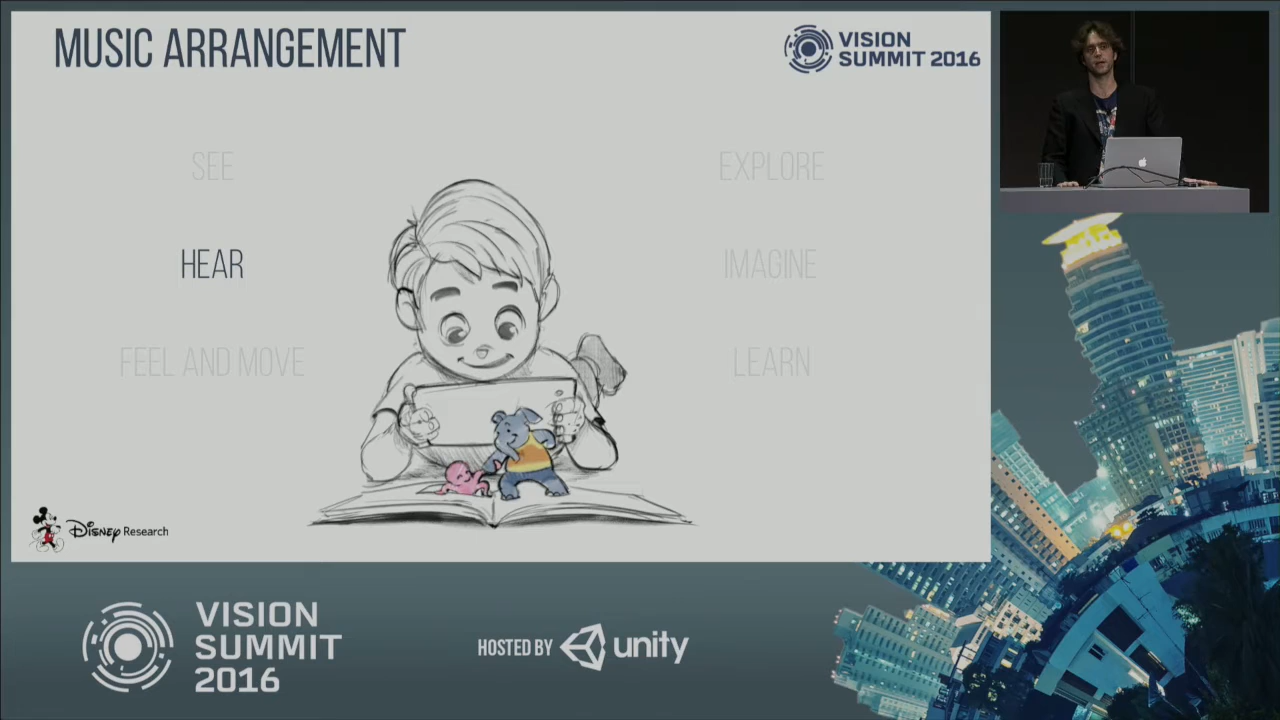 MUSIC ARRANGEMENT
VISION
SUMMIT 2016
SEE
EXPLORE
HEAR
IMAGINE
FEEL AND MOVE
LEARN
Disney Research
VISION
SUMMIT
2016
HOSTED BY unity